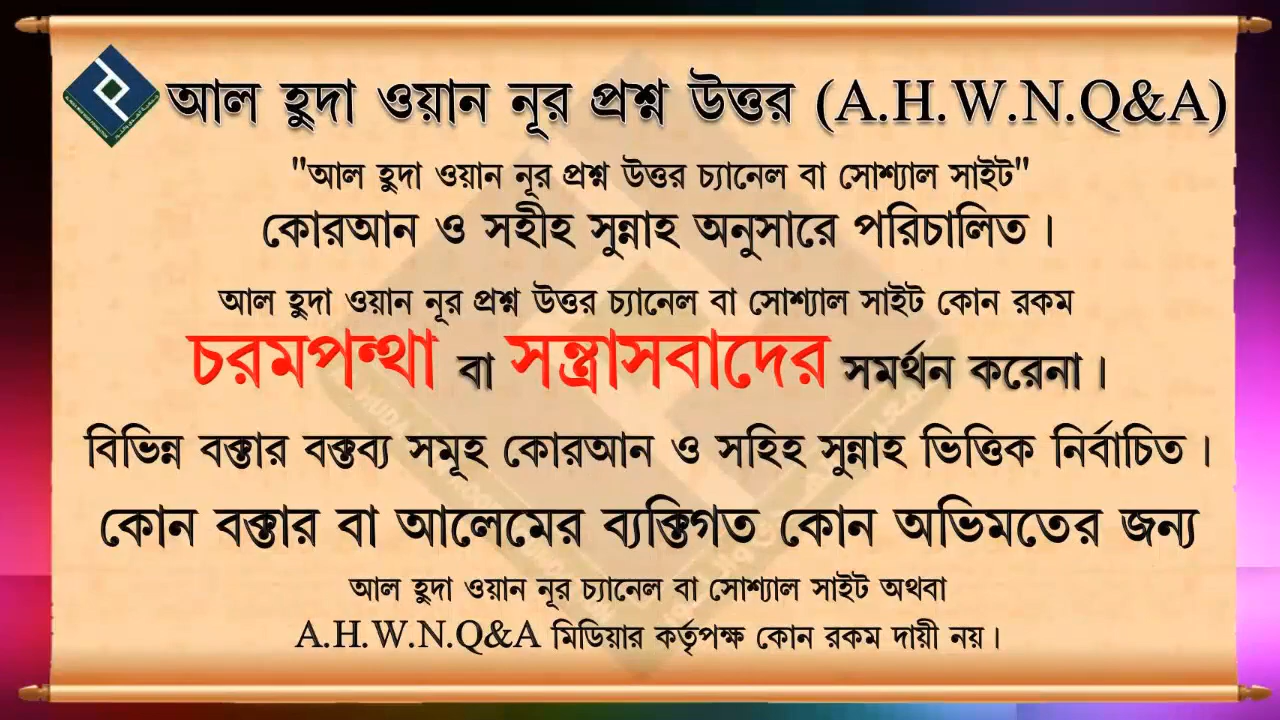 আল হুদা ওয়ান নূর প্রশ্ন উত্তর (A.H.W.N.Q&A)
"আল হুদা ওয়ান নূর প্রশ্ন উত্তর চ্যানেল বা সোশ্যাল সাইট"
কোরআন ও সহীহ সুন্নাহ অনুসারে পরিচালিত।
আল হুদা ওয়ান নূর প্রশ্ন উত্তর চ্যানেল বা সোশ্যাল সাইট কোন রকম
চরমপন্থা বা সন্ত্রাসবাদের সমর্থন করেনা।
বিভিন্ন বক্তার বক্তব্য সমূহ কোরআন ও সহিহ সুন্নাহ ভিত্তিক নির্বাচিত।
কোন বক্তার বা আলেমের ব্যক্তিগত কোন অভিমতের জন্য
আল হুদা ওয়ান নূর চ্যানেল বা সোশ্যাল সাইট অথবা
A.H.W.N.Q&A মিডিয়ার কর্তৃপক্ষ কোন রকম দায়ী নয়।